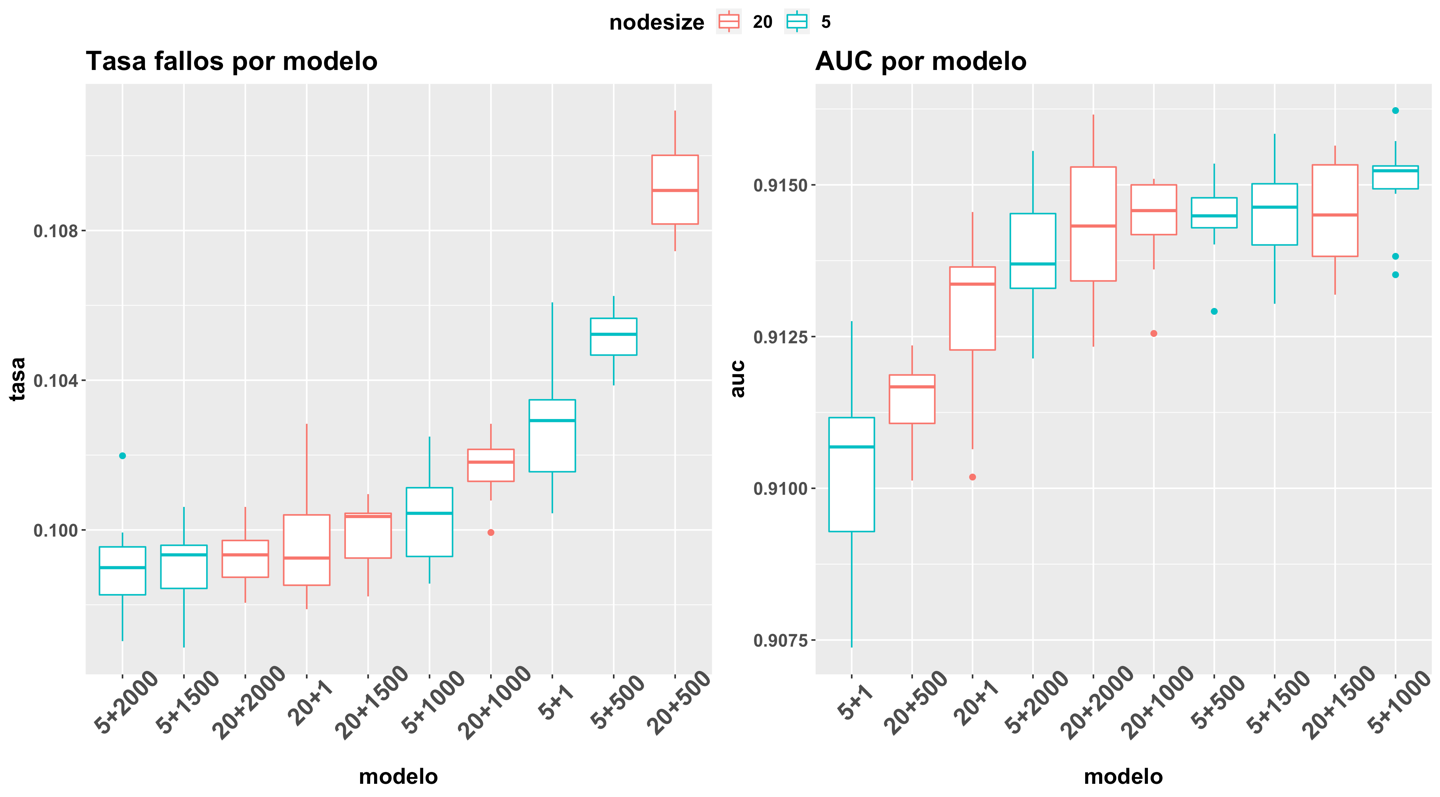 nodesize 20 5
Tasa fallos por modelo
tasa
0.108
0.104
0.100
5+2000 5+1500 20+2000 20+1 20+1500 5+1000 20+1000 5+1 5+500 20+500
modelo
AUC por modelo
auc
0.9150
0.9125
0.9100
0.9075
5+1 20+500 20+1 5+2000 20+2000 20+1000 5+500 5+1500 20+1500 5+1000
modelo